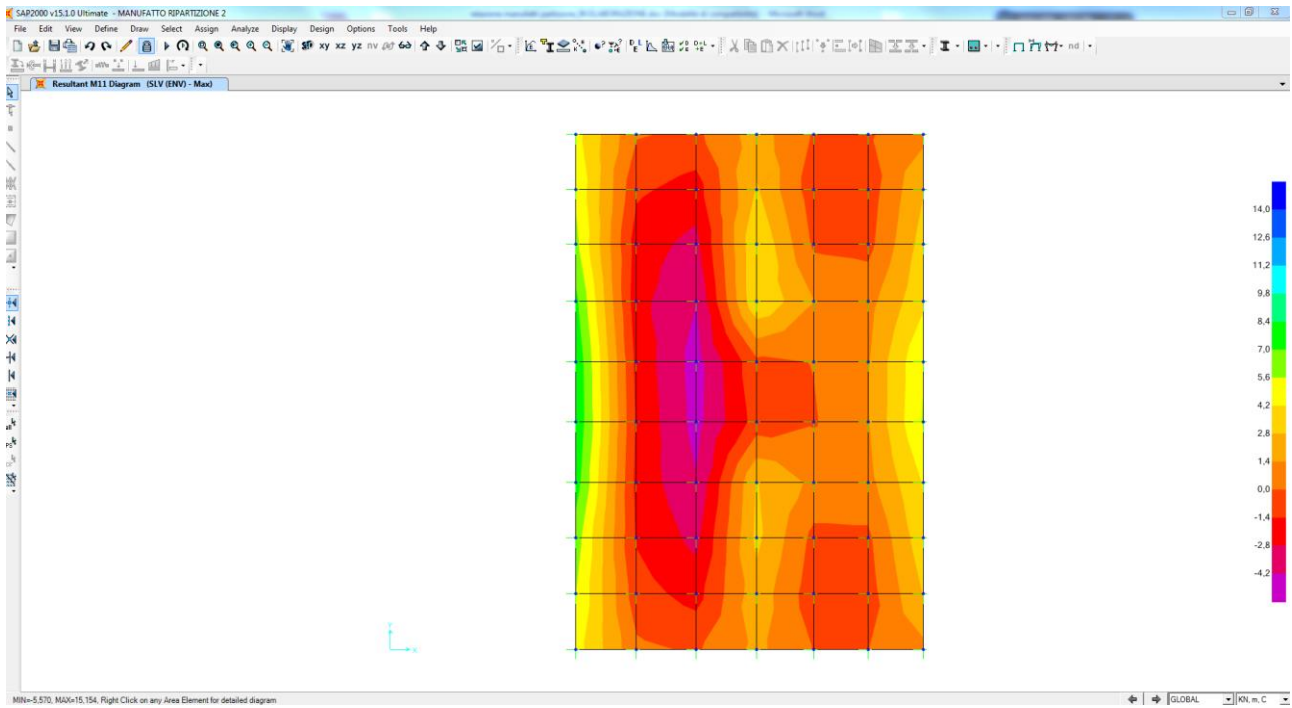 SAP2000 v15.1.0 Ultimate - MANUFATTO RIPARTIZIONE 2
File Edit View Define Draw Select Assign Analyze Display Design Options Tools Help
xy xz yz nv nd
Resultant M11 Diagram (SLV (ENV) - Max)
14,0
12,6
11,2
9,8
8,4
7,0
5,6
4,2
2,8
1,4
0,0
-1,4
-2,8
-4,2
Y
X
MIN=-5,570, MAX=15,154, Right Click on any Area Element for detailed diagram
GLOBAL
KN, m, C